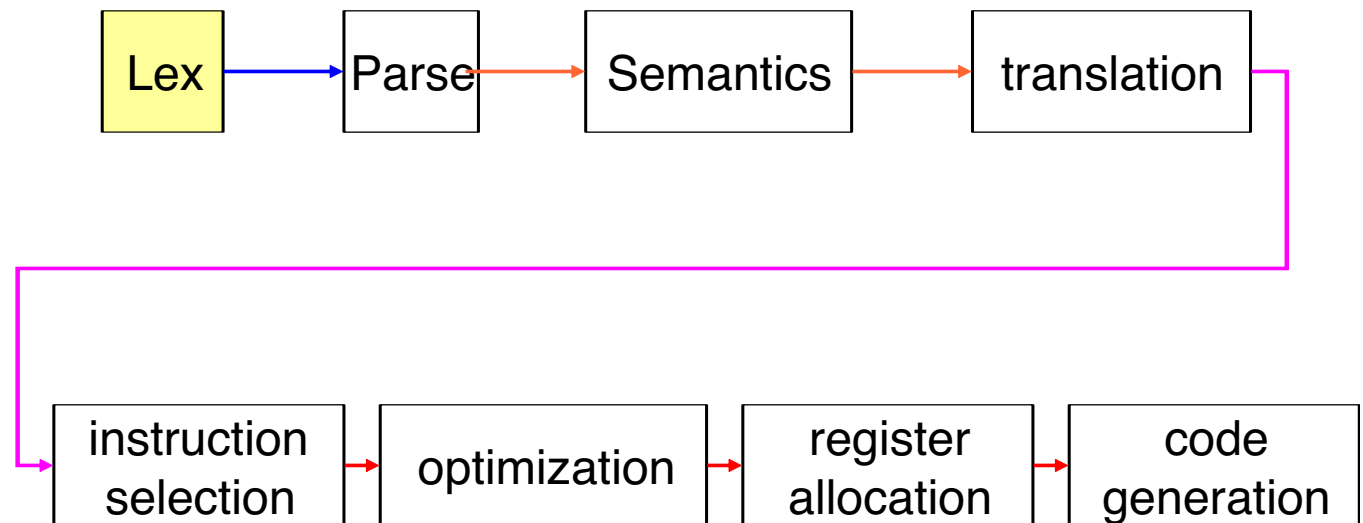 Lex
Parse
Semantics
translation
instruction
selection
optimization
register
allocation
code
generation